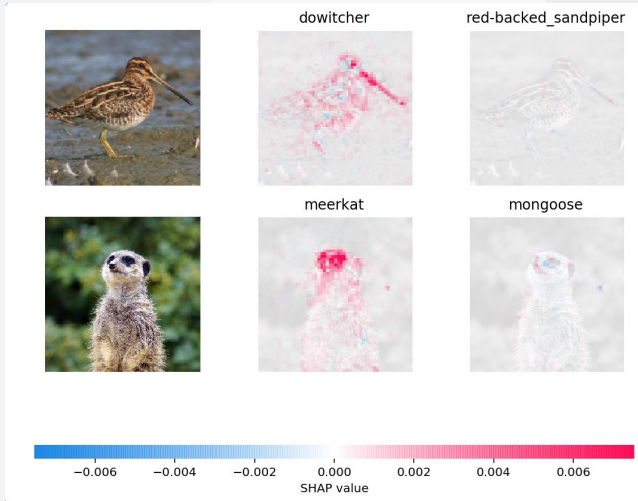 dowitcher
red-backed_sandpiper
meerkat
mongoose
−0.006 −0.004 −0.002 0.000 0.002 0.004 0.006
SHAP value